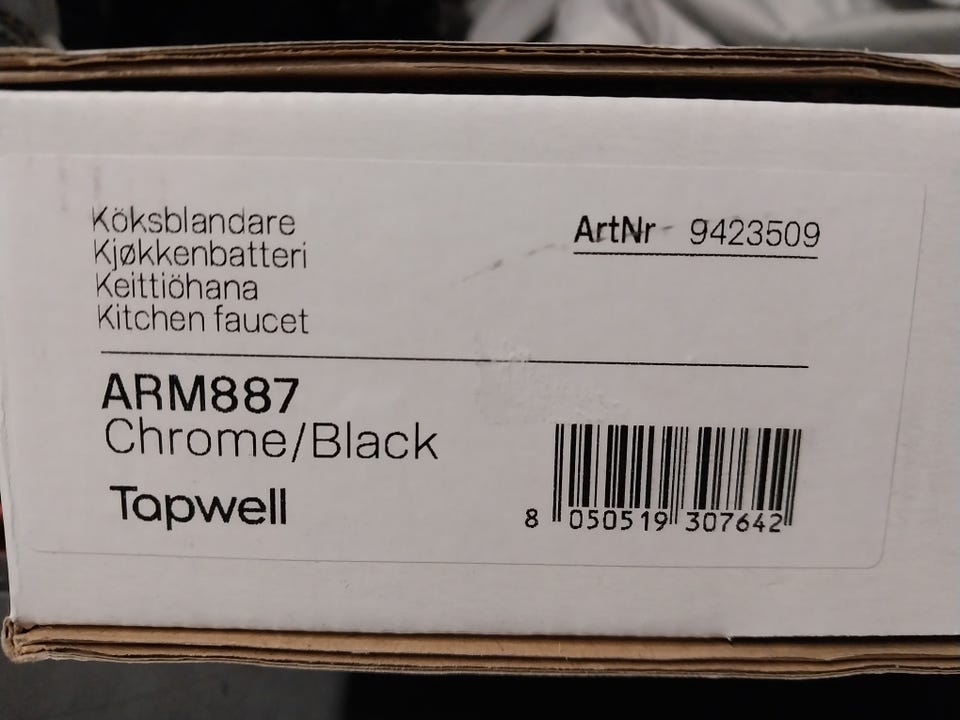 Köksblandare
Kjøkkenbatteri
Keittiöhana
Kitchen faucet
ArtNr 9423509
ARM887
Chrome/Black
Tapwell
8 050519 307642